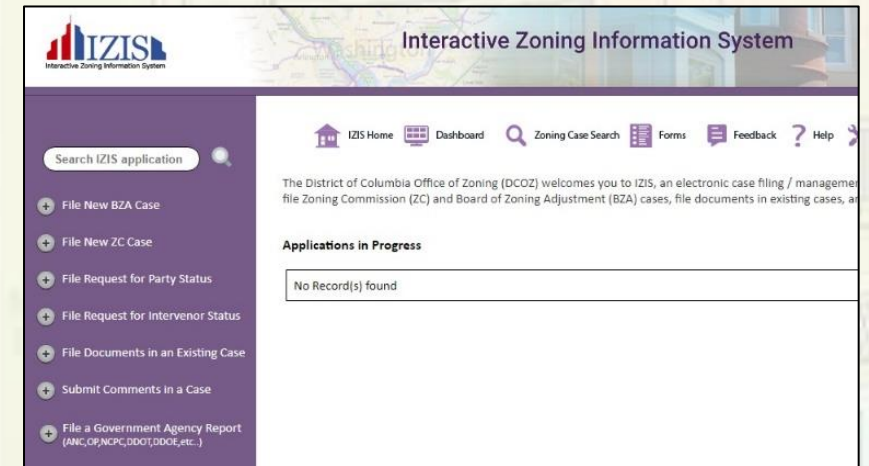 IZIS
Interactive Zoning Information System
Interactive Zoning Information System
IZIS Home Dashboard Zoning Case Search Forms Feedback Help
Search IZIS application
The District of Columbia Office of Zoning (DCOZ) welcomes you to IZIS, an electronic case filing /
file Zoning Commission (ZC) and Board of Zoning Adjustment (BZA) cases, file documents in existing cases,
File New BZA Case
File New ZC Case
File Request for Party Status
File Request for Intervenor Status
File Documents in an Existing Case
Submit Comments in a Case
File a Government Agency Report
(ANC,OP,NCPC,DDOT,DDOE,etc..)
Applications in Progress
No Record(s) found